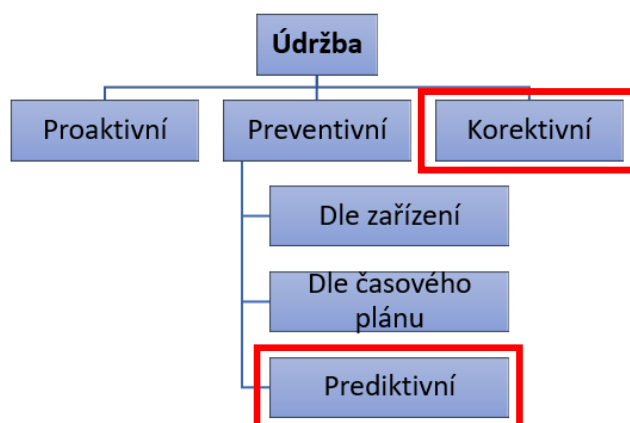 Údržba
Proaktivní
Preventivní
Korektivní
Dle zařízení
Dle časového
plánu
Prediktivní